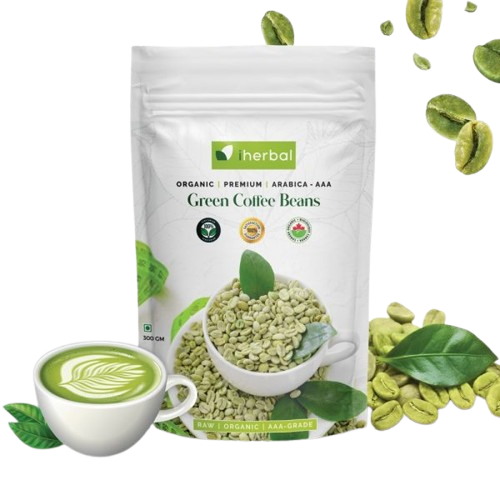 iherbal
ORGANIC | PREMIUM | ARABICA - AAA
Green Coffee Beans
300 GM
RAW | ORGANIC | AAA-GRADE